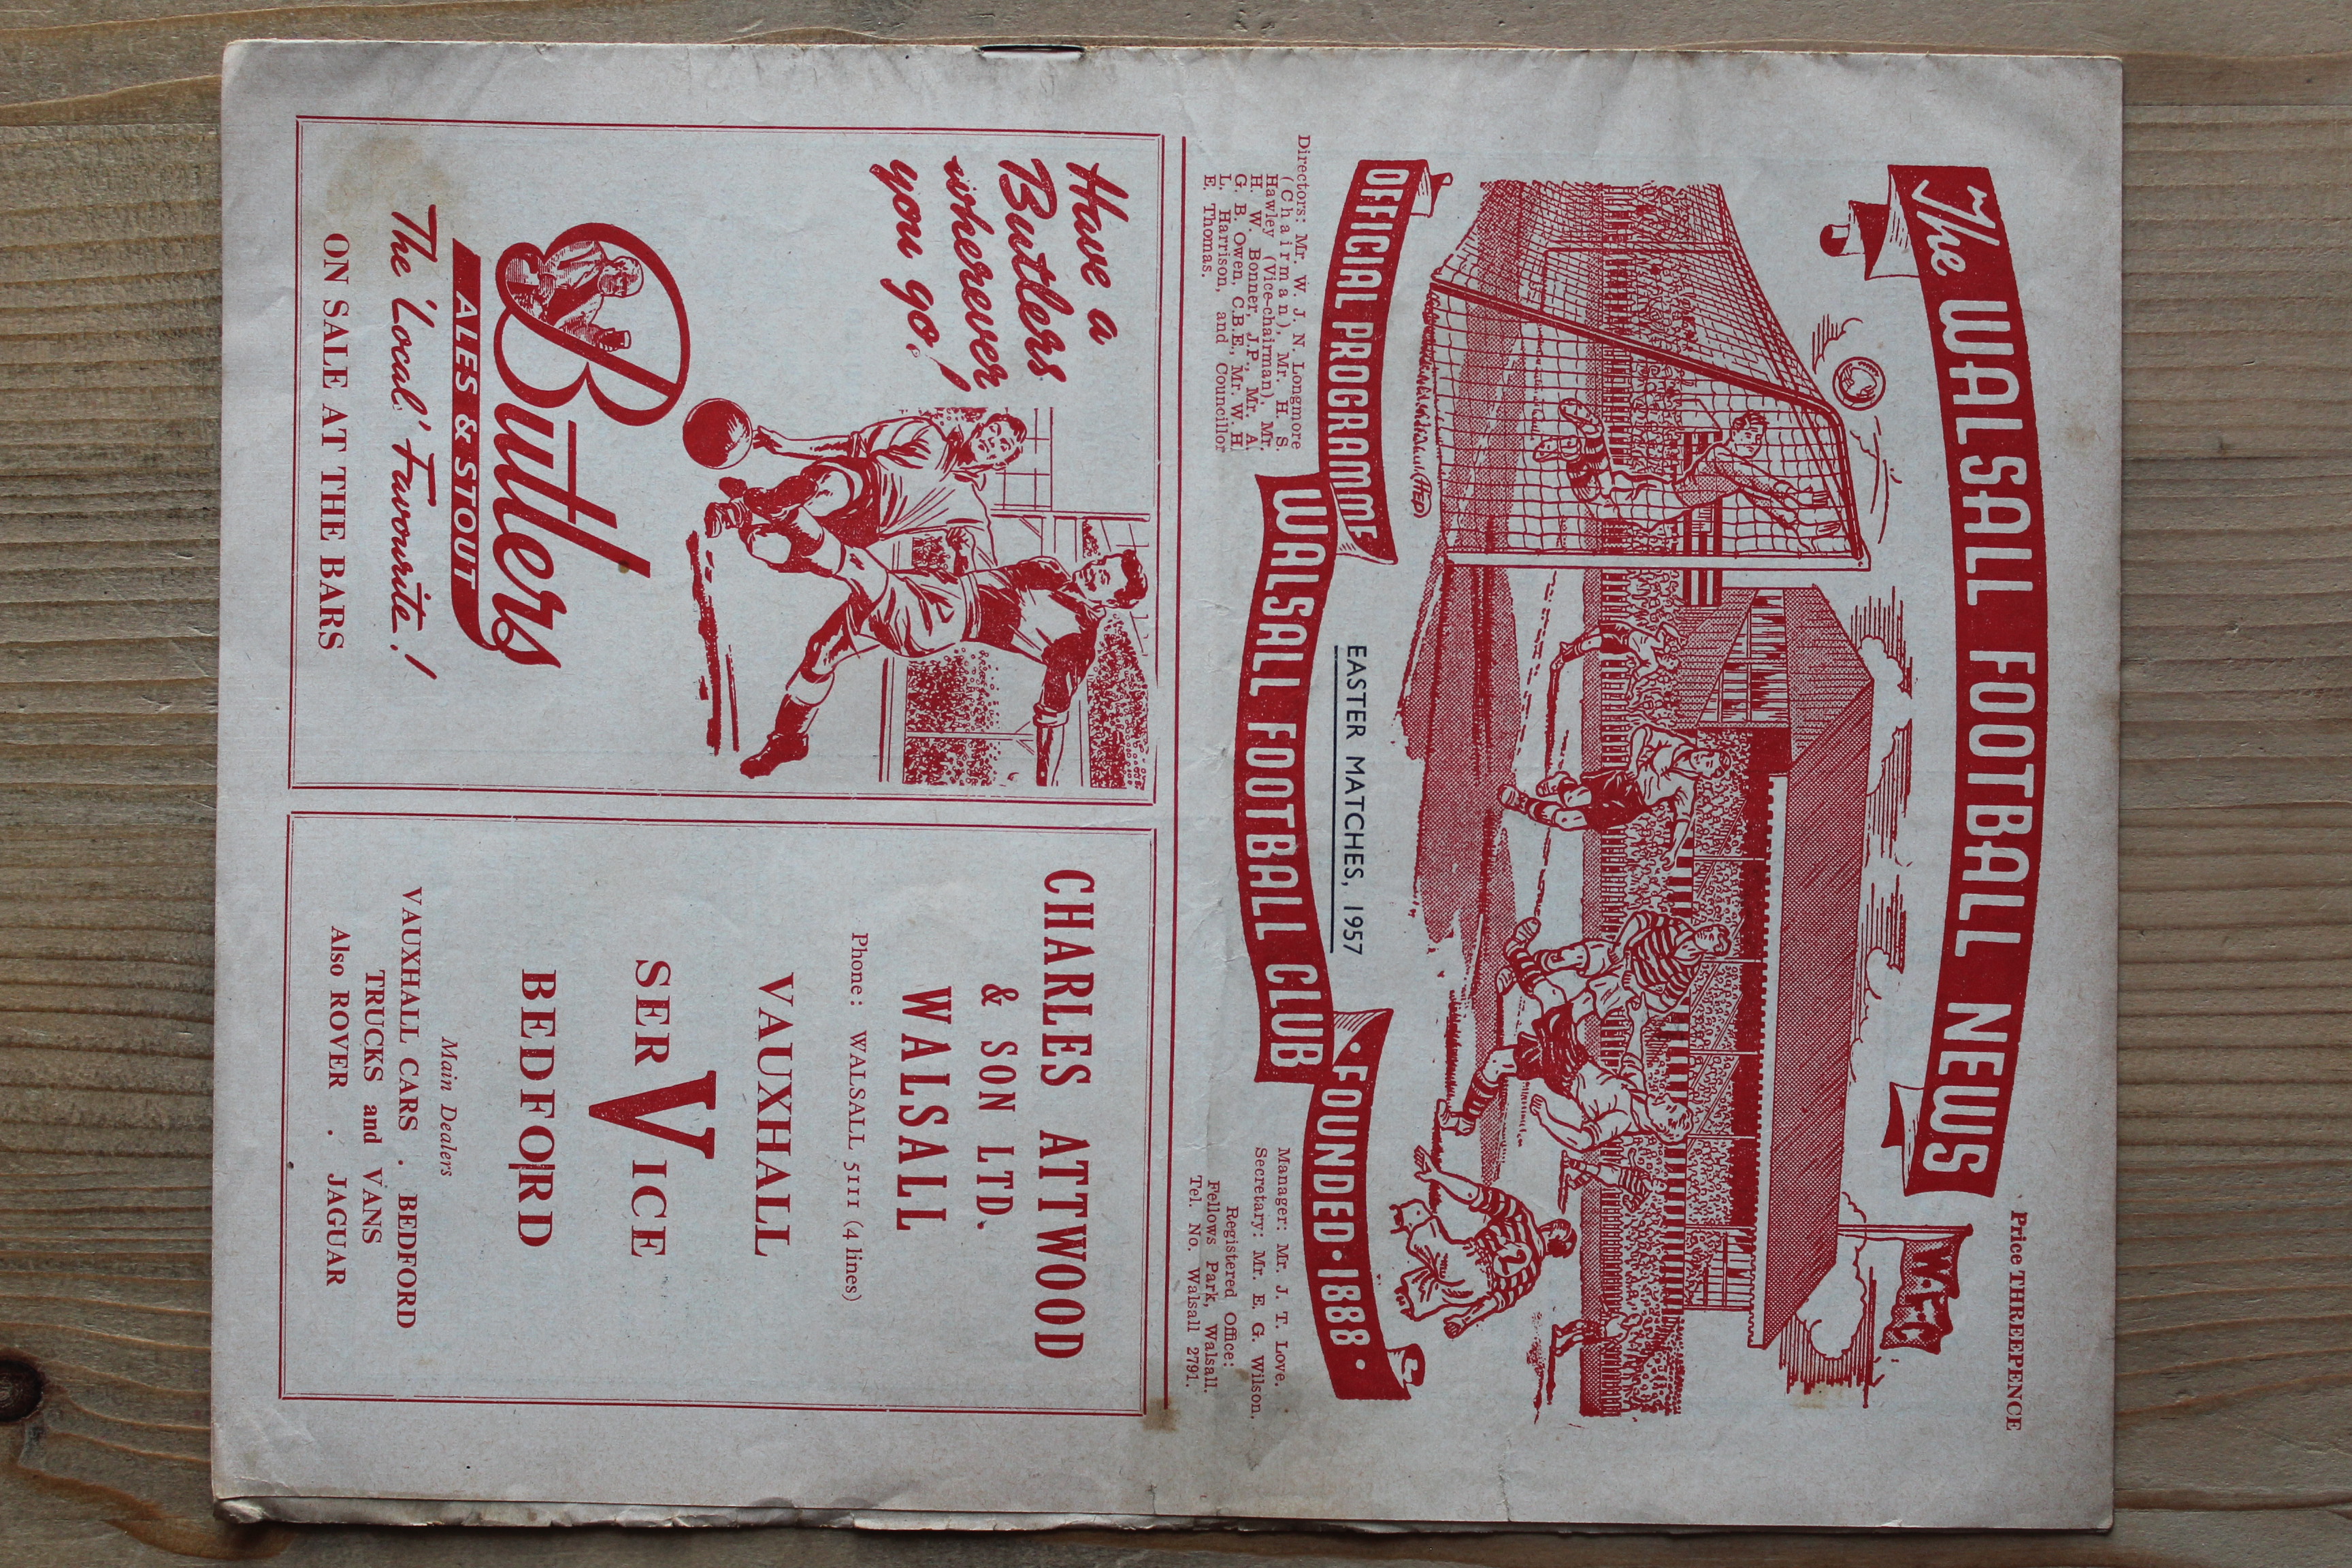 Price THREEPENCE
The WALSALL FOOTBALL NEWS
W.F.C
2
HEP
OFFICIAL PROGRAMME
EASTER MATCHES, 1957
WALSALL FOOTBALL CLUB
• FOUNDED • 1888 •
Directors: Mr. W. J. N. Longmore
(Chairman), Mr. H. S.
Hawley (Vice-chairman), Mr.
H. W. Bonner, J.P., Mr. A.
G. B. Owen, C.B.E., Mr. W. H.
L. Harrison, and Councillor
E. Thomas.
Manager: Mr. J. T. Love.
Secretary: Mr. E. G. Wilson.
Registered Office:
Fellows Park, Walsall.
Tel. No. Walsall 2791.
Have a
Butlers
wherever
you go!
Butlers
ALES & STOUT
The 'Local' Favourite!
ON SALE AT THE BARS
CHARLES ATTWOOD
& SON LTD.
WALSALL
Phone: WALSALL 5111 (4 lines)
VAUXHALL
SERVICE
BEDFORD
Main Dealers
VAUXHALL CARS . BEDFORD
TRUCKS and VANS
Also ROVER . JAGUAR